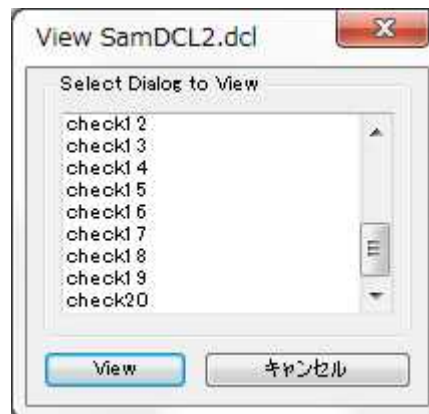 View SamDCL2.dcl
Select Dialog to View
check12
check13
check14
check15
check16
check17
check18
check19
check20
View
キャンセル